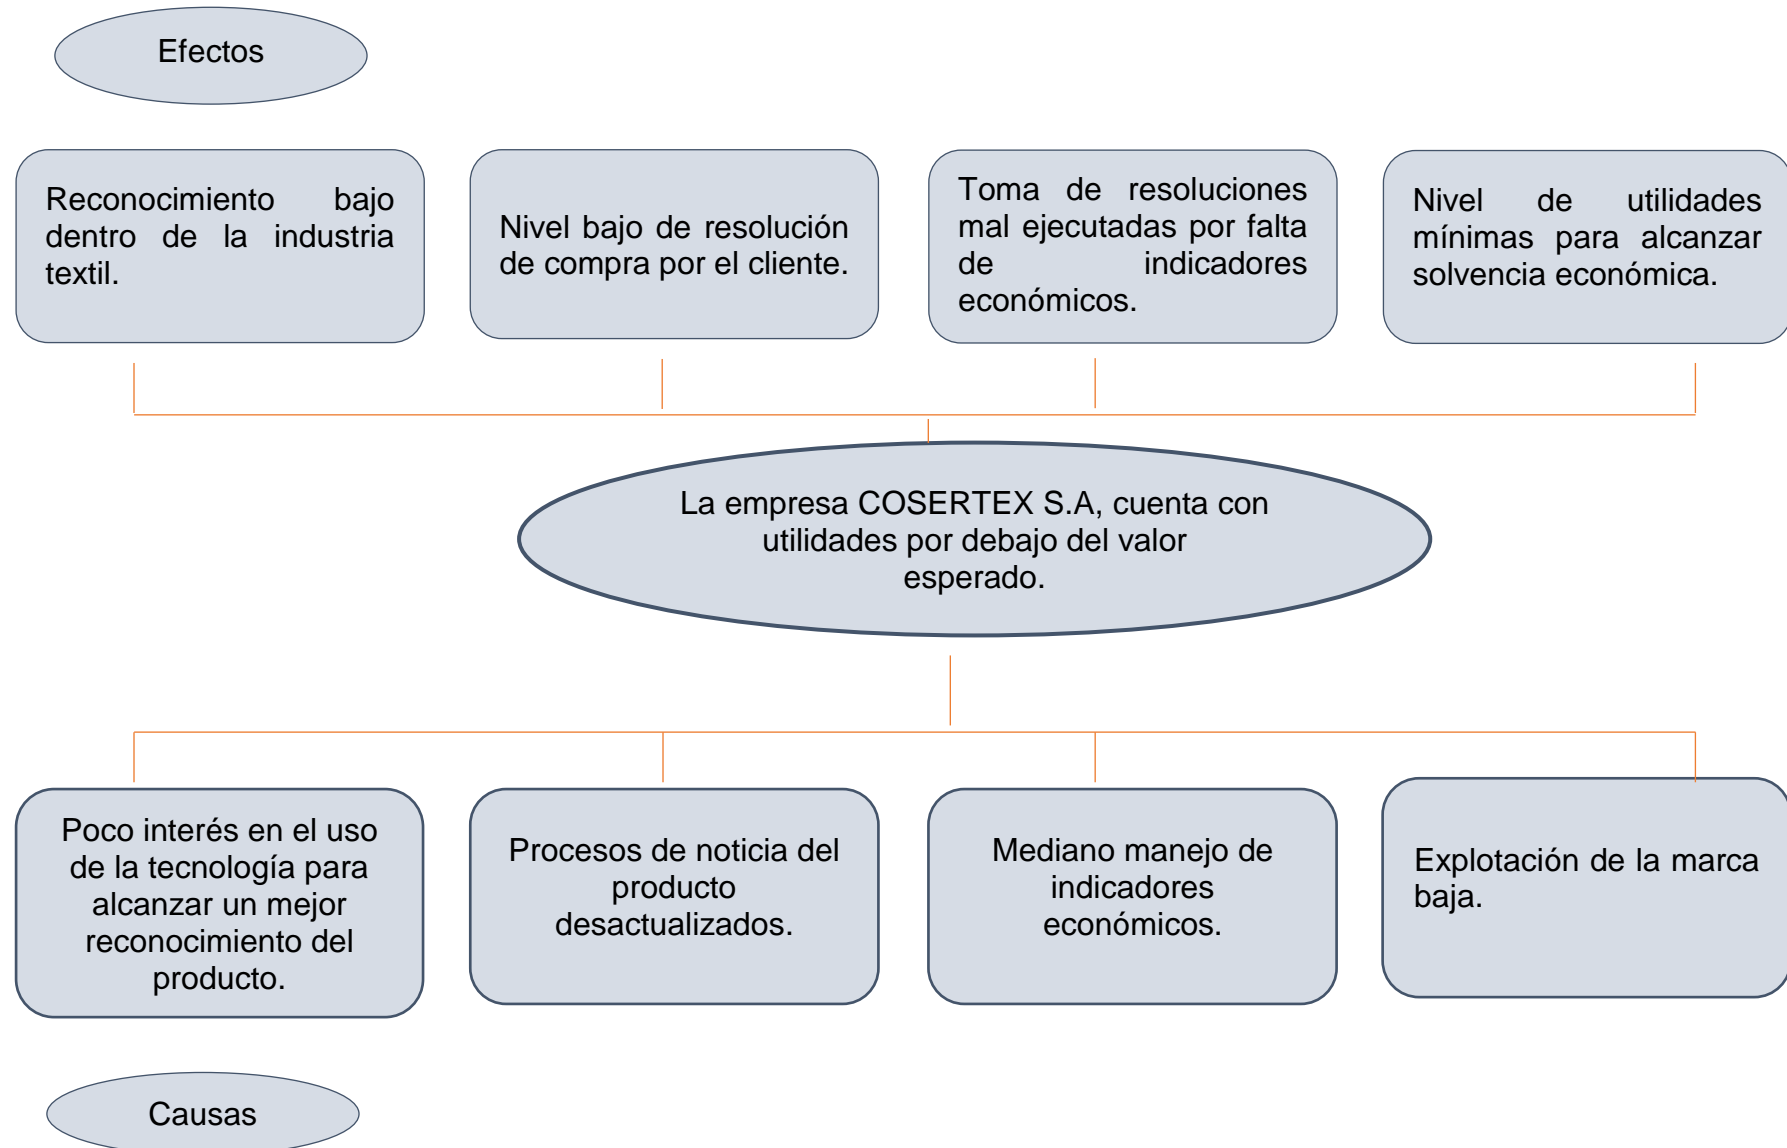 Efectos
Reconocimiento bajo
dentro de la industria
textil.
Nivel bajo de resolución
de compra por el cliente.
Toma de resoluciones
mal ejecutadas por falta
de indicadores
económicos.
Nivel de utilidades
mínimas para alcanzar
solvencia económica.
La empresa COSERTEX S.A, cuenta con
utilidades por debajo del valor
esperado.
Poco interés en el uso
de la tecnología para
alcanzar un mejor
reconocimiento del
producto.
Procesos de noticia del
producto
desactualizados.
Mediano manejo de
indicadores
económicos.
Explotación de la marca
baja.
Causas